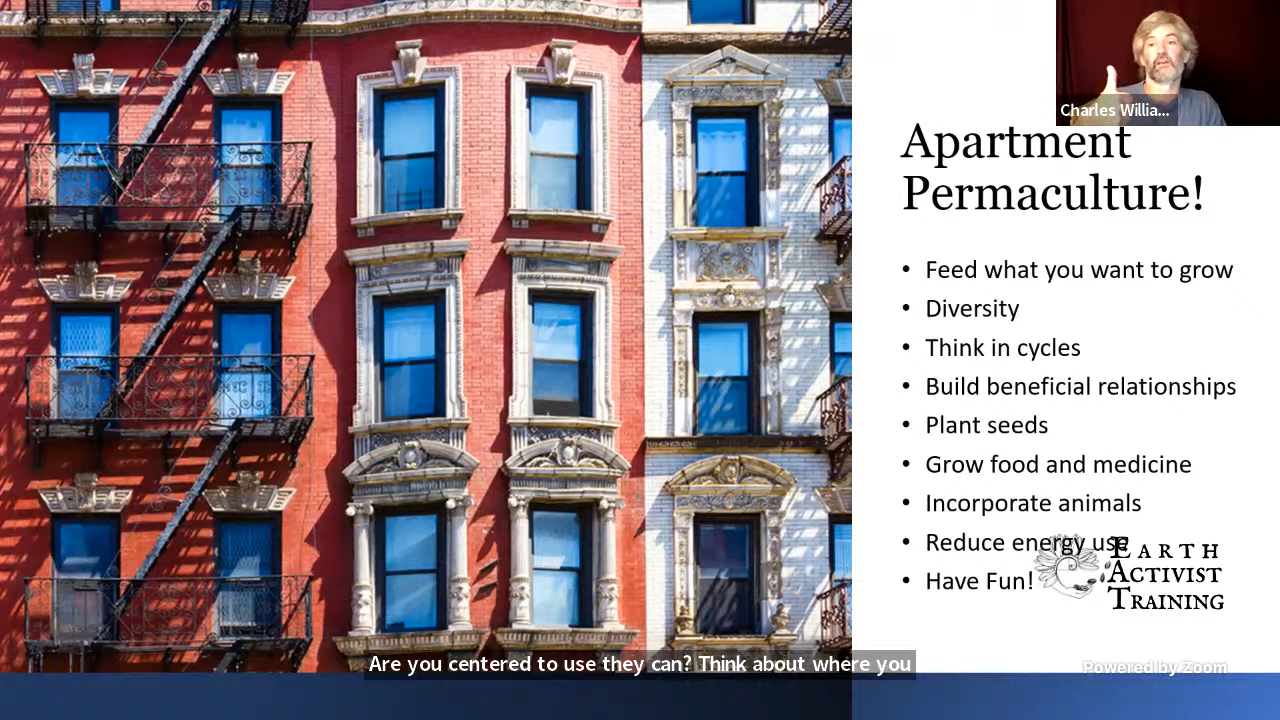 Charles Willia...
Apartment
Permaculture!
• Feed what you want to grow
• Diversity
• Think in cycles
• Build beneficial relationships
• Plant seeds
• Grow food and medicine
• Incorporate animals
• Reduce energy use
• Have Fun!
EARTH
ACTIVIST
TRAINING
Are you centered to use they can? Think about where you
Powered by Zoom